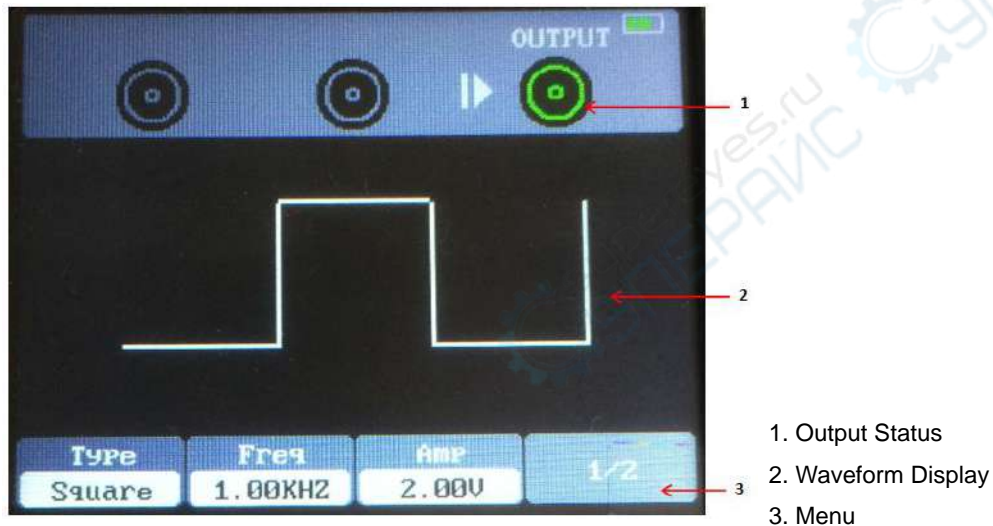 OUTPUT
1
2
Type Freq Amp 1/2
Square 1.00KHZ 2.00V
3
1. Output Status
2. Waveform Display
3. Menu